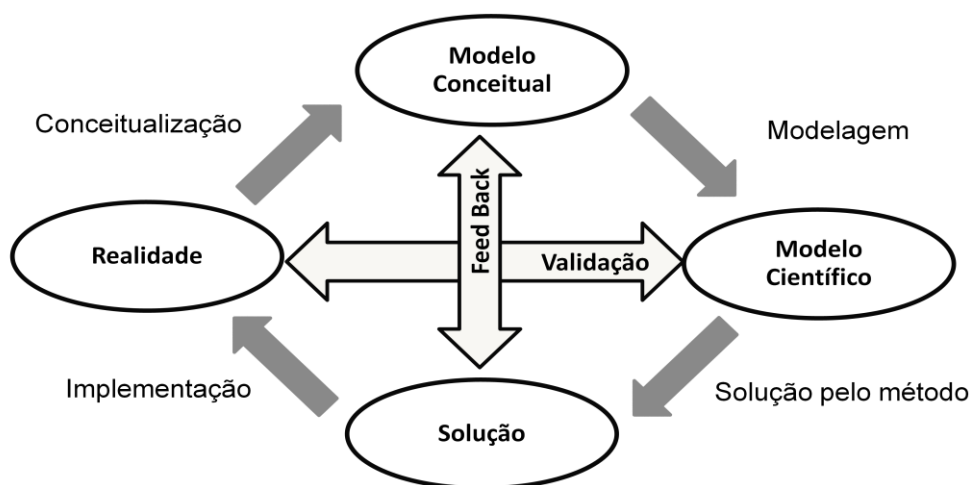 Modelo
Conceitual
Conceitualização
Modelagem
Feed Back
Realidade
Validação
Modelo
Científico
Implementação
Solução pelo método
Solução